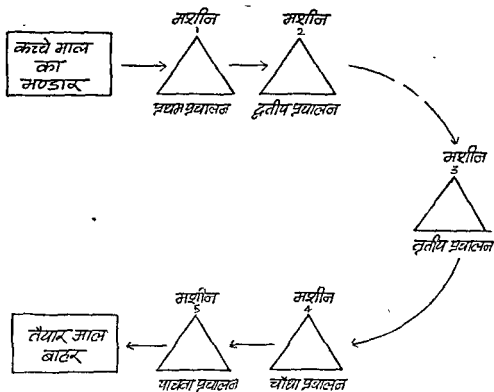 कच्चे माल
का
भण्डार
मशीन
1
प्रथम प्रचालन
मशीन
2
द्वतीय प्रचालन
मशीन
3
तृतीय प्रचालन
मशीन
4
चौथा प्रचालन
मशीन
5
पाचवा प्रचालन
तैयार माल
बाहर